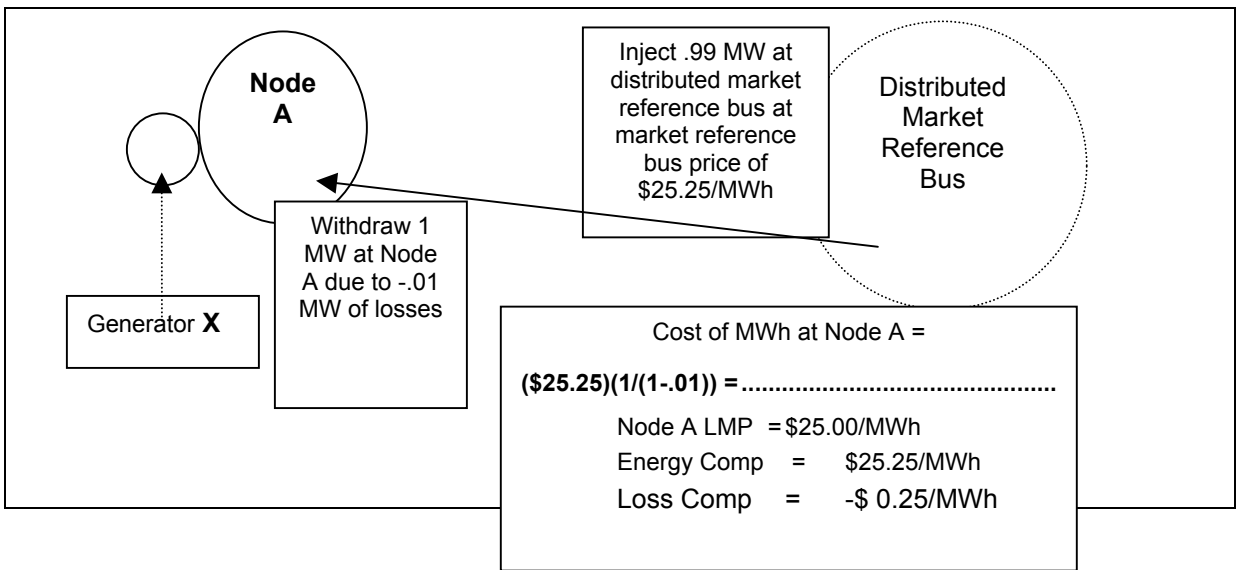 Node
A
Inject .99 MW at
distributed market
reference bus at
market reference
bus price of
$25.25/MWh
Distributed
Market
Reference
Bus
Withdraw 1
MW at Node
A due to -.01
MW of losses
Generator X
Cost of MWh at Node A =
($25.25)(1/(1-.01)) =...............................................
Node A LMP = $25.00/MWh
Energy Comp = $25.25/MWh
Loss Comp = -$ 0.25/MWh